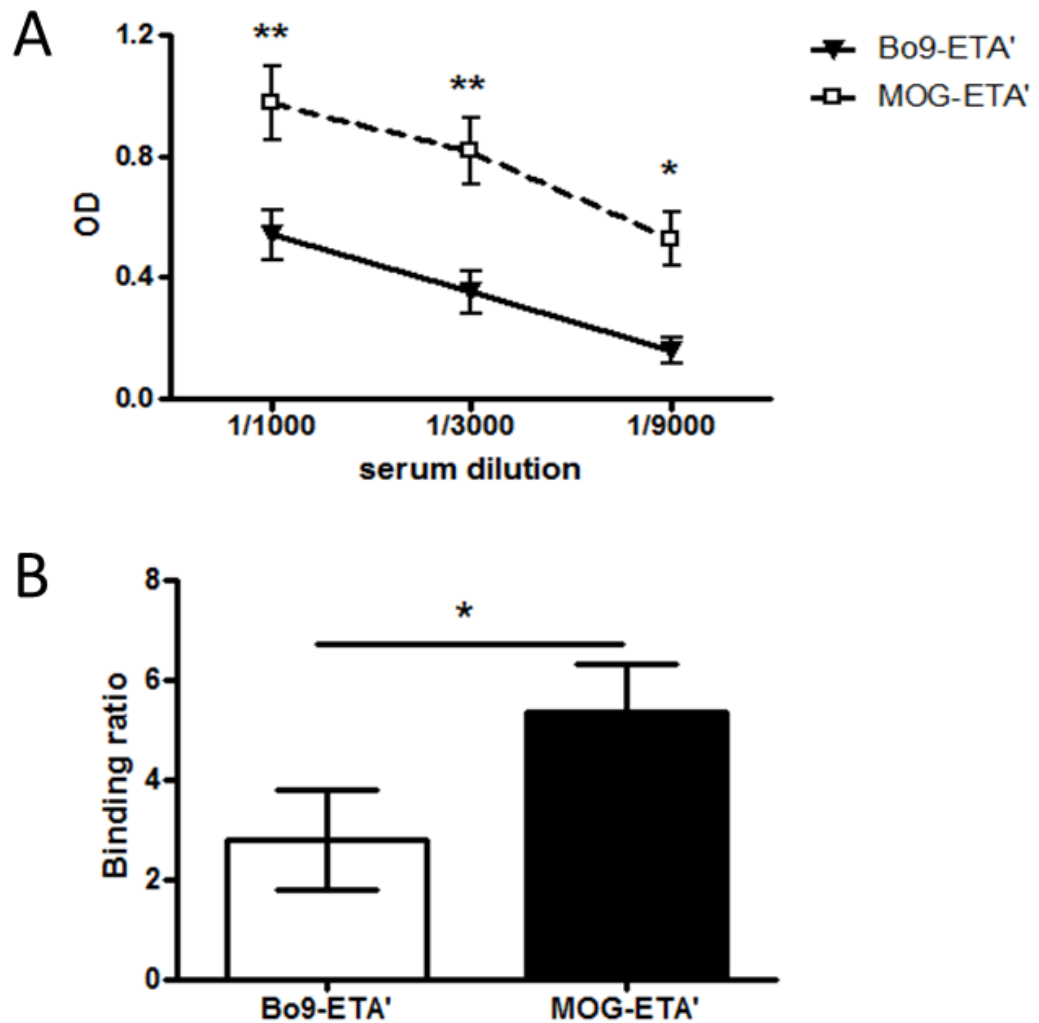 A
1.2
0.8
0.4
0.0
OD
**
**
*
Bo9-ETA'
MOG-ETA'
1/1000 1/3000 1/9000
serum dilution
B
8
6
4
2
0
Binding ratio
*
Bo9-ETA' MOG-ETA'